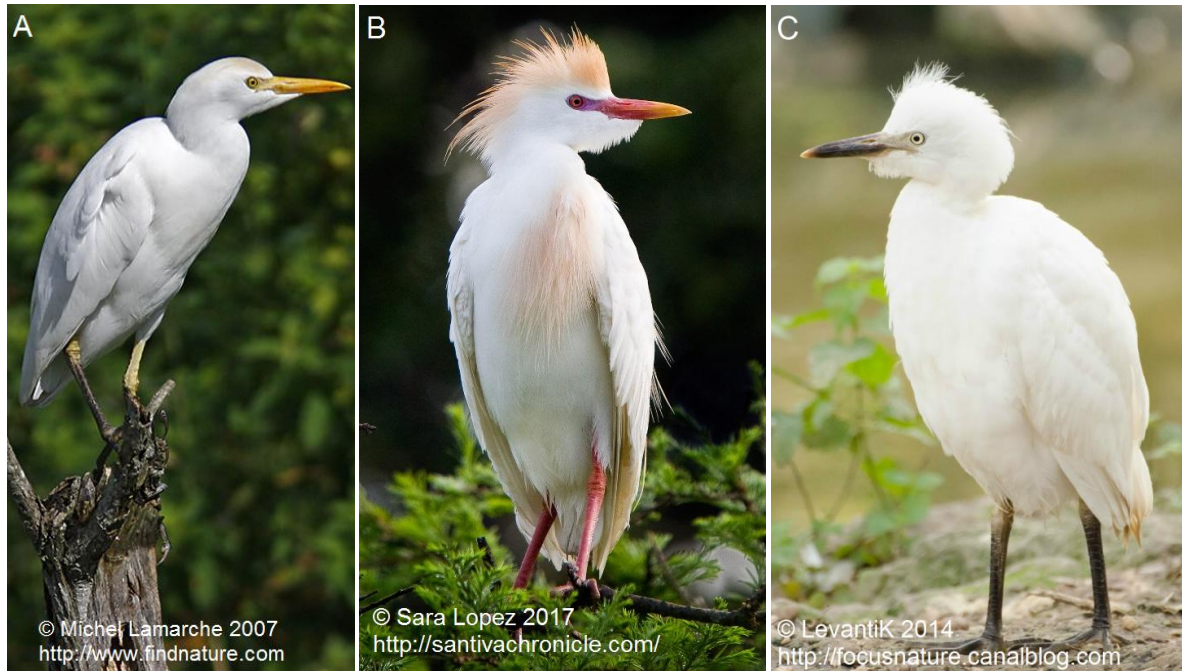 A
B
C
© Michel Lamarche 2007
http://www.findnature.com
© Sara Lopez 2017
http://santivachronicle.com/
© LevantiK 2014
http://focusnature.canalblog.com